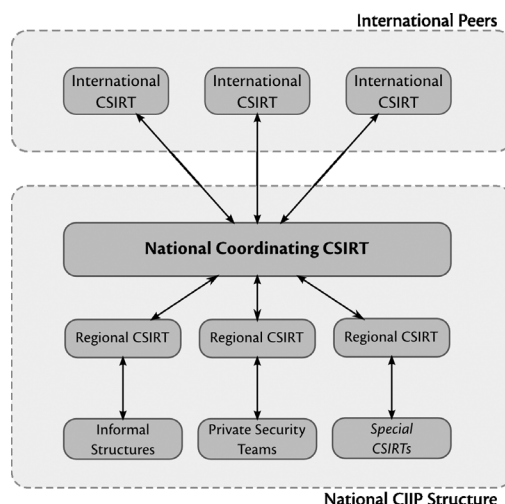 International Peers
International International International
CSIRT CSIRT CSIRT
National Coordinating CSIRT
Regional CSIRT Regional CSIRT Regional CSIRT
Informal Private Security Special
Structures Teams CSIRTs
National CIIP Structure